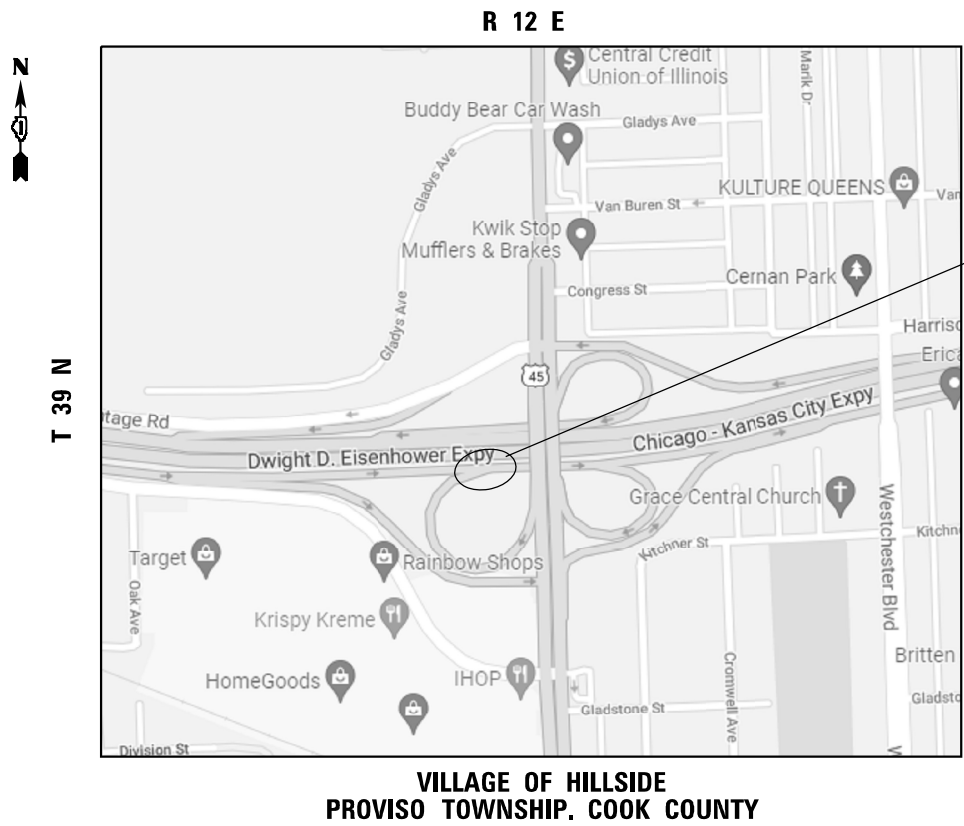 R 12 E
N
Central Credit
Union of Illinois
Marik Dr
Buddy Bear Car Wash
Gladys Ave
Gladys Ave
KULTURE QUEENS
Van Buren St
Van
Kwik Stop
Mufflers & Brakes
Cernan Park
Congress St
Gladys Ave
Harriso
Erica
T 39 N
45
ntage Rd
Chicago - Kansas City Expy
Dwight D. Eisenhower Expy
Grace Central Church
Westchester Blvd
Kitchner St
Kitchn
Target
Rainbow Shops
Oak Ave
Krispy Kreme
Cromwell Ave
Britten
HomeGoods
IHOP
Gladsto
Gladstone St
Division St
VILLAGE OF HILLSIDE
PROVISO TOWNSHIP, COOK COUNTY